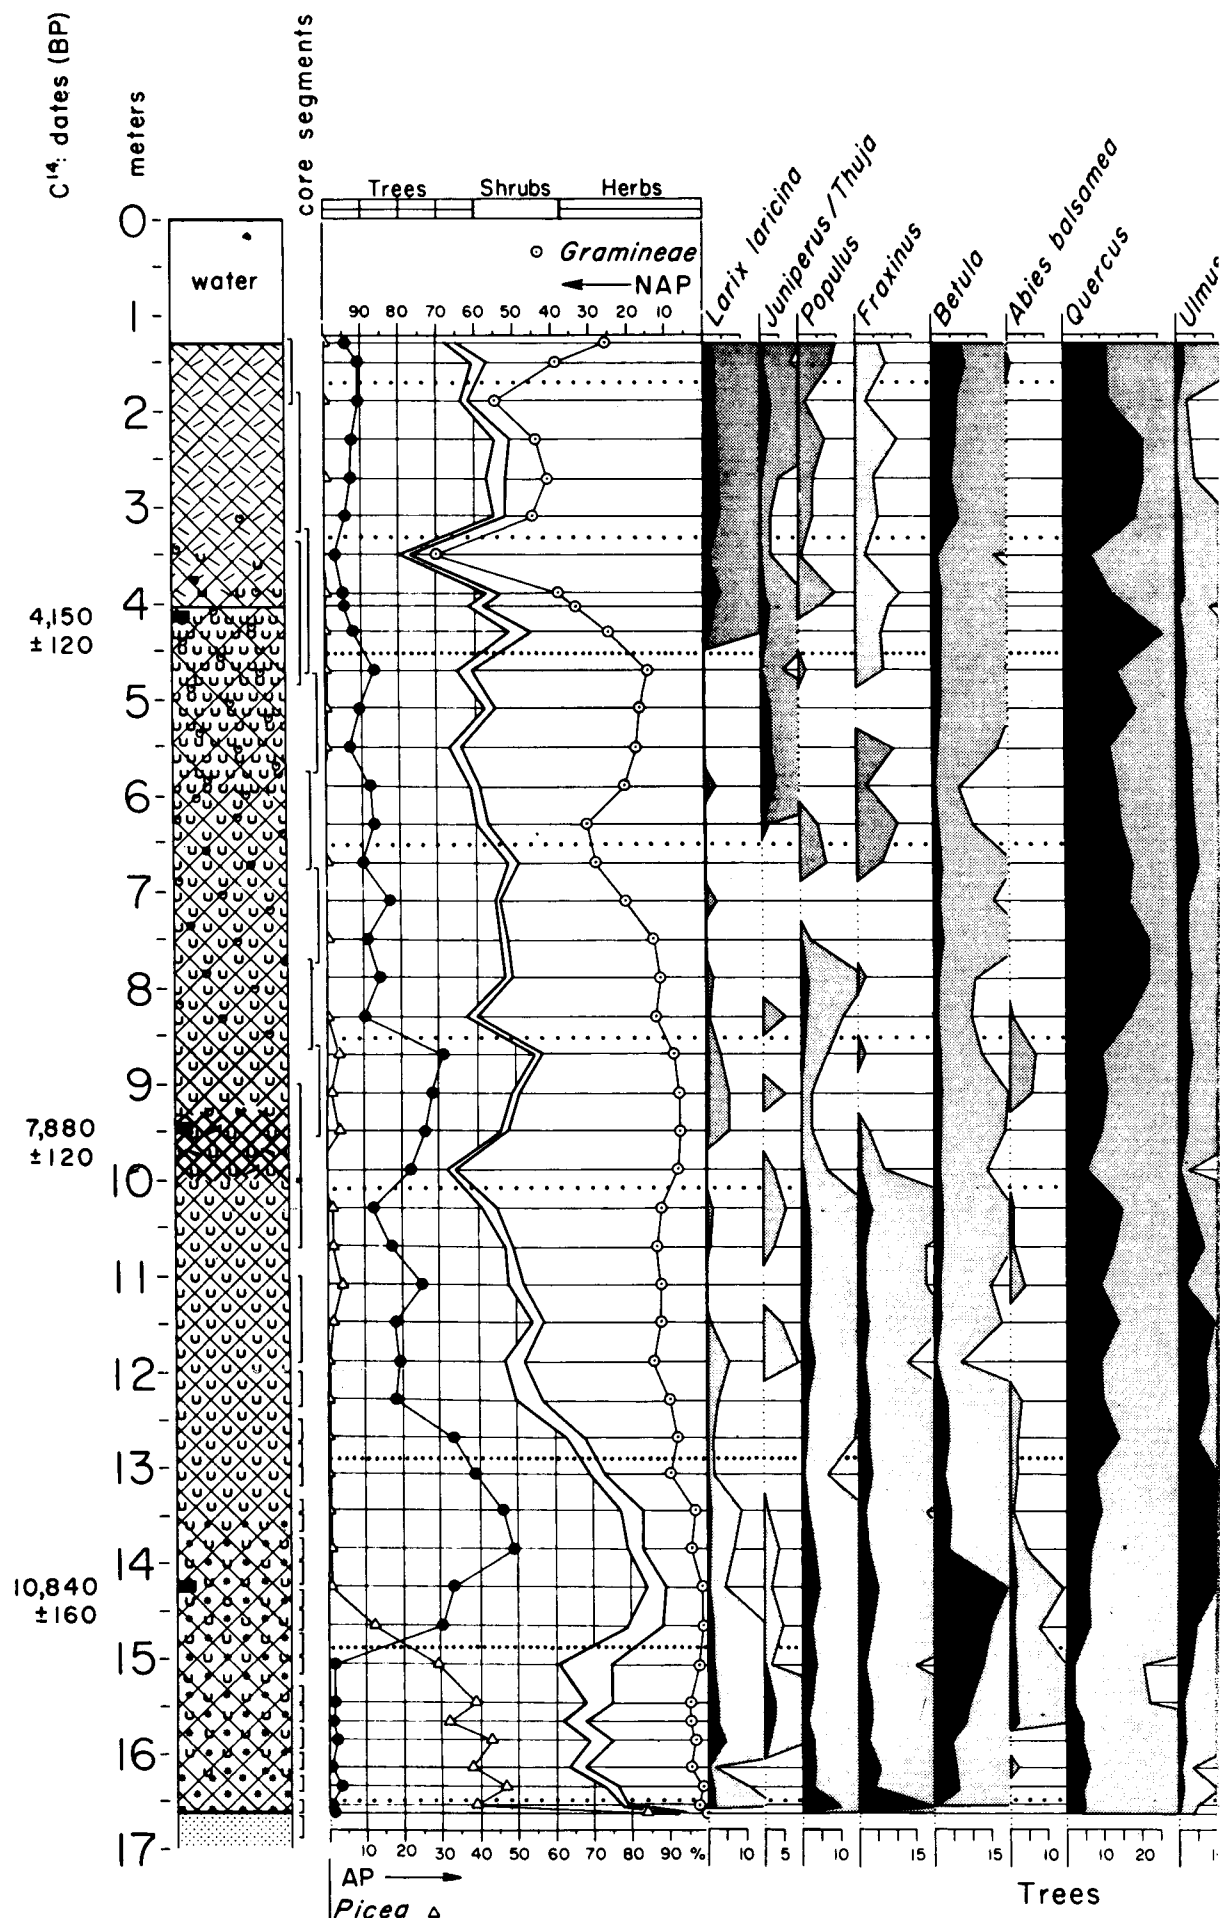 C¹⁴: dates (BP)
meters
core segments
Trees Shrubs Herbs
Larix laricina
Juniperus/Thuja
Populus
Fraxinus
Betula
Abies balsamea
Quercus
Ulmus
0
water
⊙ Gramineae
← NAP
1
90 80 70 60 50 40 30 20 10
2
3
4
4,150
±120
5
6
7
8
9
7,880
±120
10
11
12
13
14
10,840
±160
15
16
17
10 20 30 40 50 60 70 80 90 % 10 5 10 15 15 10 10 20
AP →
Picea △
Trees